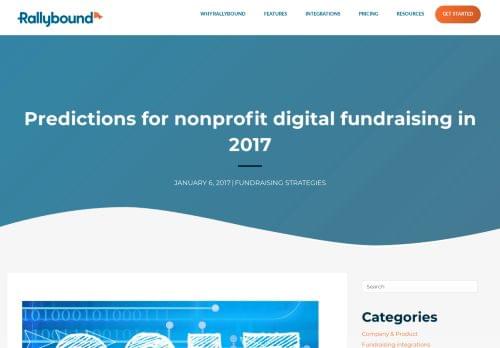 Rallybound
WHY RALLYBOUND FEATURES INTEGRATIONS PRICING RESOURCES GET STARTED
Predictions for nonprofit digital fundraising in
2017
JANUARY 6, 2017 | FUNDRAISING STRATEGIES
Search
Categories
Company & Product
Fundraising integrations